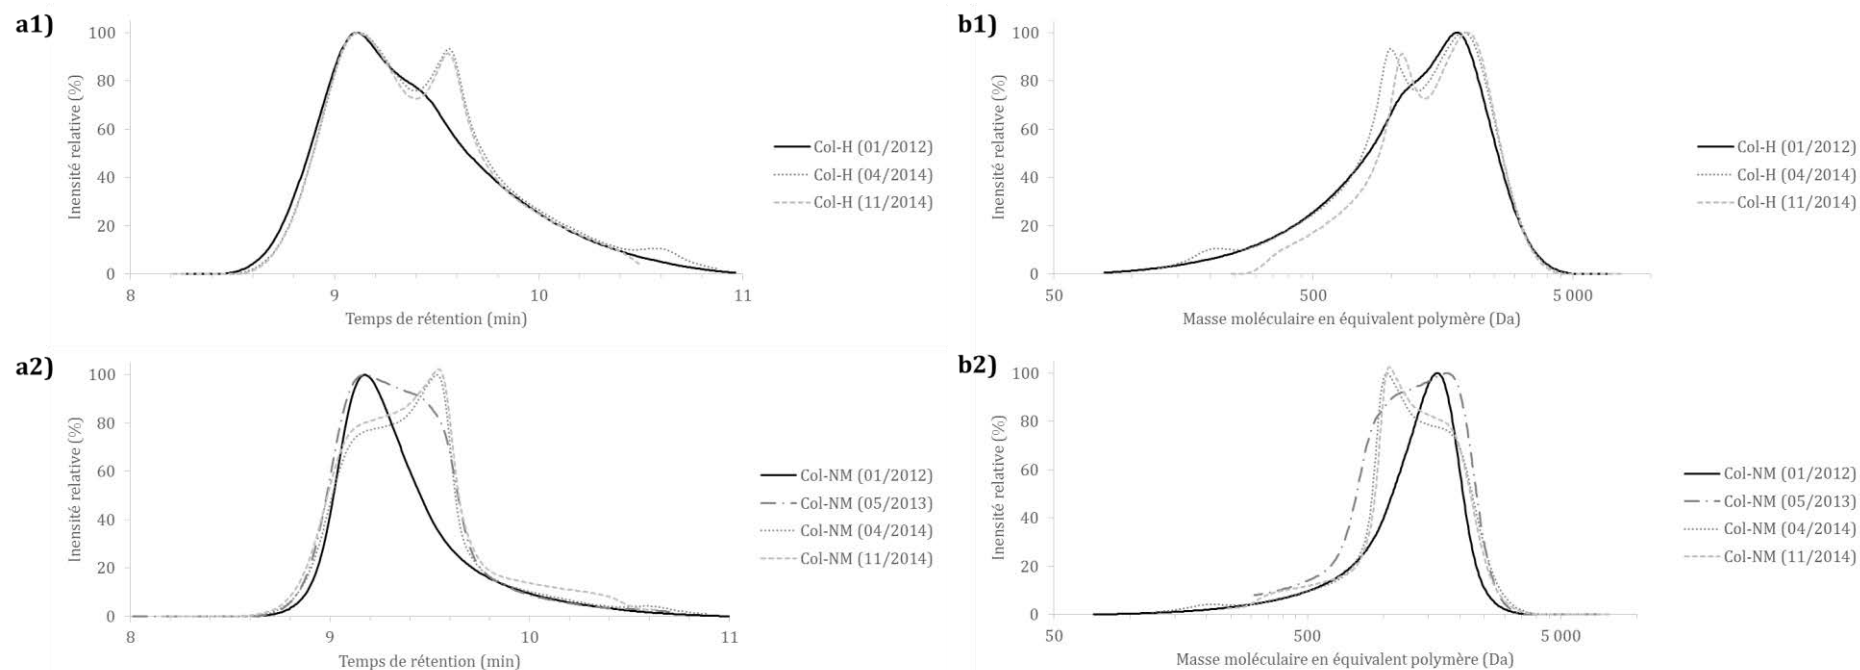 a1)
Inensité relative (%)
100
80
60
40
20
0
8 9 10 11
Temps de rétention (min)
Col-H (01/2012)
Col-H (04/2014)
Col-H (11/2014)
b1)
Inensité relative (%)
100
80
60
40
20
0
50 500 5 000
Masse moléculaire en équivalent polymère (Da)
Col-H (01/2012)
Col-H (04/2014)
Col-H (11/2014)
a2)
Inensité relative (%)
100
80
60
40
20
0
8 9 10 11
Temps de rétention (min)
Col-NM (01/2012)
Col-NM (05/2013)
Col-NM (04/2014)
Col-NM (11/2014)
b2)
Inensité relative (%)
100
80
60
40
20
0
50 500 5 000
Masse moléculaire en équivalent polymère (Da)
Col-NM (01/2012)
Col-NM (05/2013)
Col-NM (04/2014)
Col-NM (11/2014)